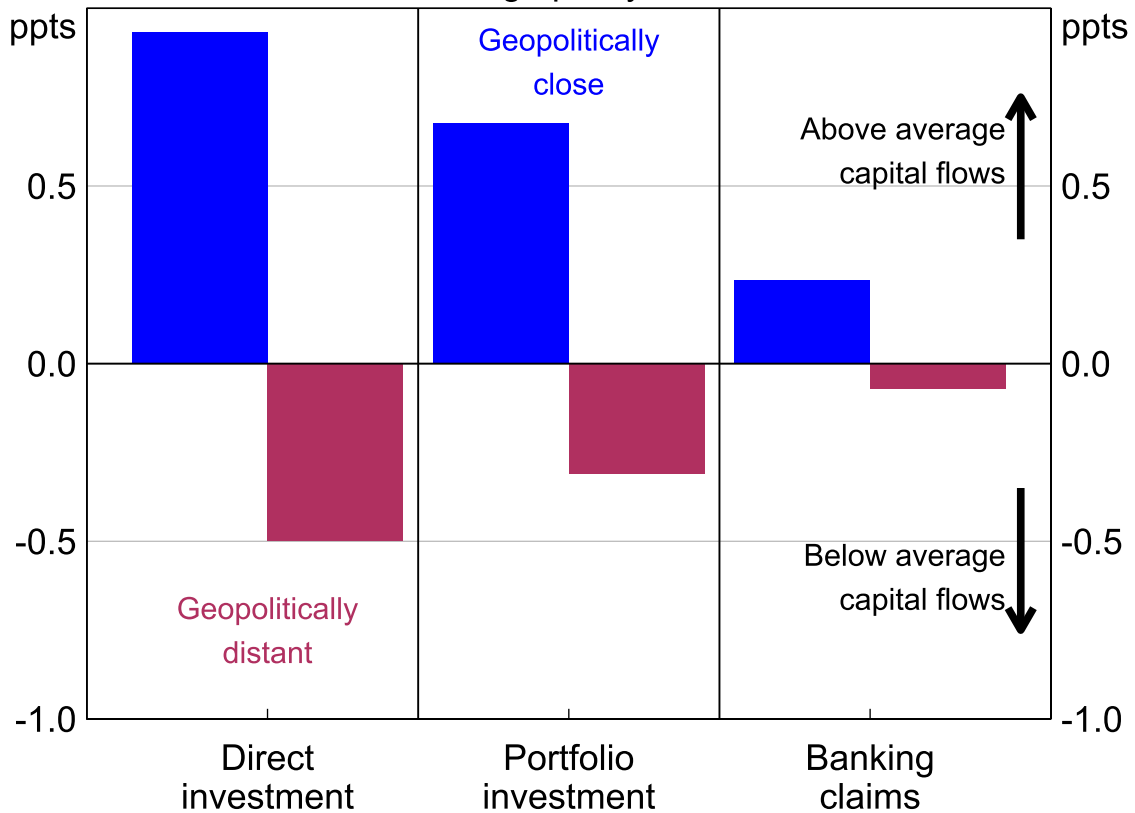 ppts
ppts
Geopolitically
close
Above average
capital flows
0.5
0.5
0.0
0.0
-0.5
-0.5
Below average
capital flows
Geopolitically
distant
-1.0
-1.0
Direct
investment
Portfolio
investment
Banking
claims